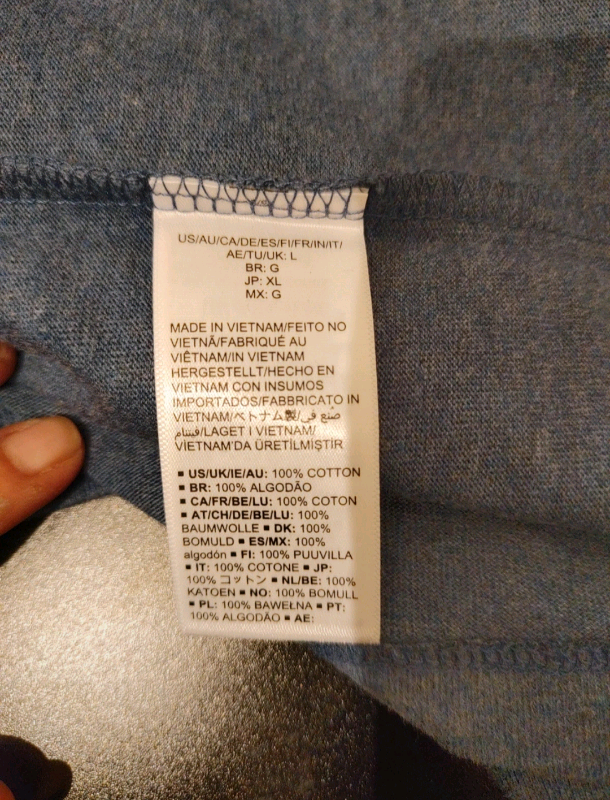 US/AU/CA/DE/ES/FI/FR/IN/IT/
AE/TU/UK: L
BR: G
JP: XL
MX: G
MADE IN VIETNAM/FEITO NO
VIETNÃ/FABRIQUÉ AU
VIÊTNAM/IN VIETNAM
HERGESTELLT/HECHO EN
VIETNAM CON INSUMOS
IMPORTADOS/FABBRICATO IN
VIETNAM/ベトナム製/صُنع في
فيتنام/LAGET I VIETNAM/
VIETNAM'DA ÜRETİLMİŞTİR
▪ US/UK/IE/AU: 100% COTTON
▪ BR: 100% ALGODÃO
▪ CA/FR/BE/LU: 100% COTON
▪ AT/CH/DE/BE/LU: 100%
BAUMWOLLE ▪ DK: 100%
BOMULD ▪ ES/MX: 100%
algodón ▪ FI: 100% PUUVILLA
▪ IT: 100% COTONE ▪ JP:
100% コットン ▪ NL/BE: 100%
KATOEN ▪ NO: 100% BOMULL
▪ PL: 100% BAWEŁNA ▪ PT:
100% ALGODÃO ▪ AE: